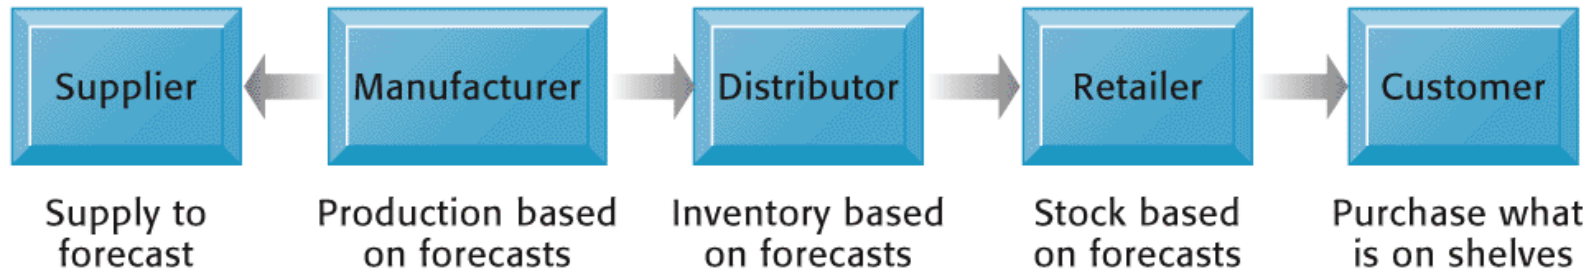 Supplier
Manufacturer
Distributor
Retailer
Customer
Supply to
forecast
Production based
on forecasts
Inventory based
on forecasts
Stock based
on forecasts
Purchase what
is on shelves